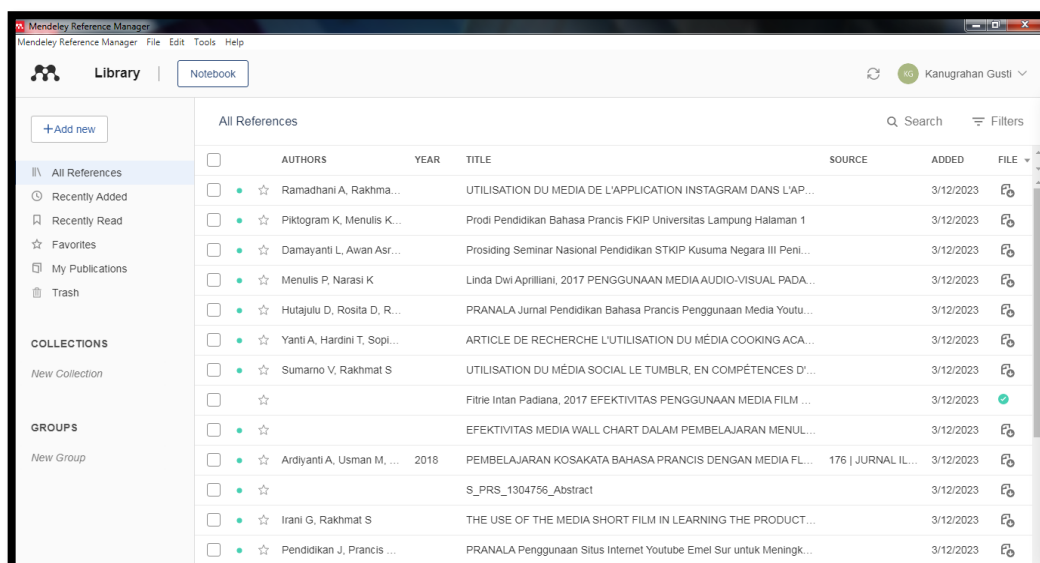 Mendeley Reference Manager
Mendeley Reference Manager File Edit Tools Help
Library | Notebook KG Kanugrahan Gusti
+Add new
All References
Recently Added
Recently Read
Favorites
My Publications
Trash
COLLECTIONS
New Collection
GROUPS
New Group
All References Search Filters
AUTHORS YEAR TITLE SOURCE ADDED FILE
Ramadhani A, Rakhma... UTILISATION DU MEDIA DE L'APPLICATION INSTAGRAM DANS L'AP... 3/12/2023
Piktogram K, Menulis K... Prodi Pendidikan Bahasa Prancis FKIP Universitas Lampung Halaman 1 3/12/2023
Damayanti L, Awan Asr... Prosiding Seminar Nasional Pendidikan STKIP Kusuma Negara III Peni... 3/12/2023
Menulis P, Narasi K Linda Dwi Aprilliani, 2017 PENGGUNAAN MEDIA AUDIO-VISUAL PADA... 3/12/2023
Hutajulu D, Rosita D, R... PRANALA Jurnal Pendidikan Bahasa Prancis Penggunaan Media Youtu... 3/12/2023
Yanti A, Hardini T, Sopi... ARTICLE DE RECHERCHE L'UTILISATION DU MÉDIA COOKING ACA... 3/12/2023
Sumarno V, Rakhmat S UTILISATION DU MÉDIA SOCIAL LE TUMBLR, EN COMPÉTENCES D'... 3/12/2023
Fitrie Intan Padiana, 2017 EFEKTIVITAS PENGGUNAAN MEDIA FILM ... 3/12/2023
EFEKTIVITAS MEDIA WALL CHART DALAM PEMBELAJARAN MENUL... 3/12/2023
Ardiyanti A, Usman M, ... 2018 PEMBELAJARAN KOSAKATA BAHASA PRANCIS DENGAN MEDIA FL... 176 | JURNAL IL... 3/12/2023
S_PRS_1304756_Abstract 3/12/2023
Irani G, Rakhmat S THE USE OF THE MEDIA SHORT FILM IN LEARNING THE PRODUCT... 3/12/2023
Pendidikan J, Prancis ... PRANALA Penggunaan Situs Internet Youtube Emel Sur untuk Meningk... 3/12/2023